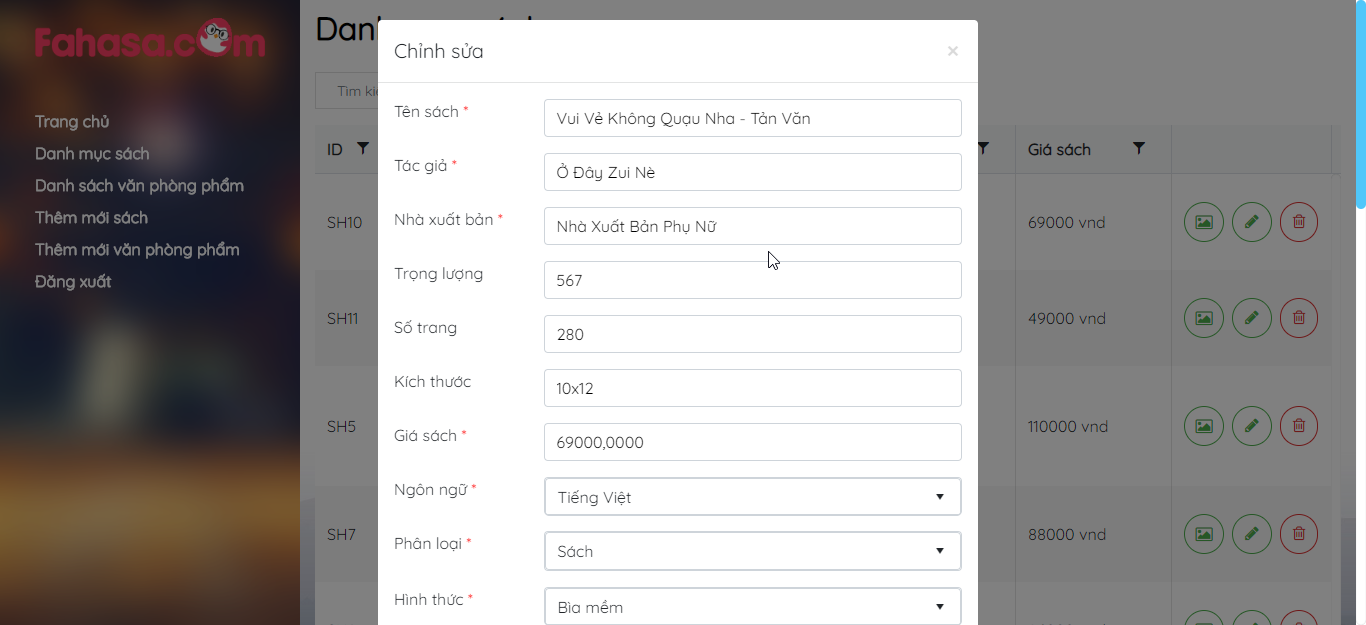 Fahasa.com
Trang chủ
Danh mục sách
Danh sách văn phòng phẩm
Thêm mới sách
Thêm mới văn phòng phẩm
Đăng xuất
Chỉnh sửa ×
Tên sách * Vui Vẻ Không Quạu Nha - Tản Văn
Tác giả * Ở Đây Zui Nè
Nhà xuất bản * Nhà Xuất Bản Phụ Nữ
Trọng lượng 567
Số trang 280
Kích thước 10x12
Giá sách * 69000,0000
Ngôn ngữ * Tiếng Việt
Phân loại * Sách
Hình thức * Bìa mềm
ID Giá sách
SH10 69000 vnd
SH11 49000 vnd
SH5 110000 vnd
SH7 88000 vnd